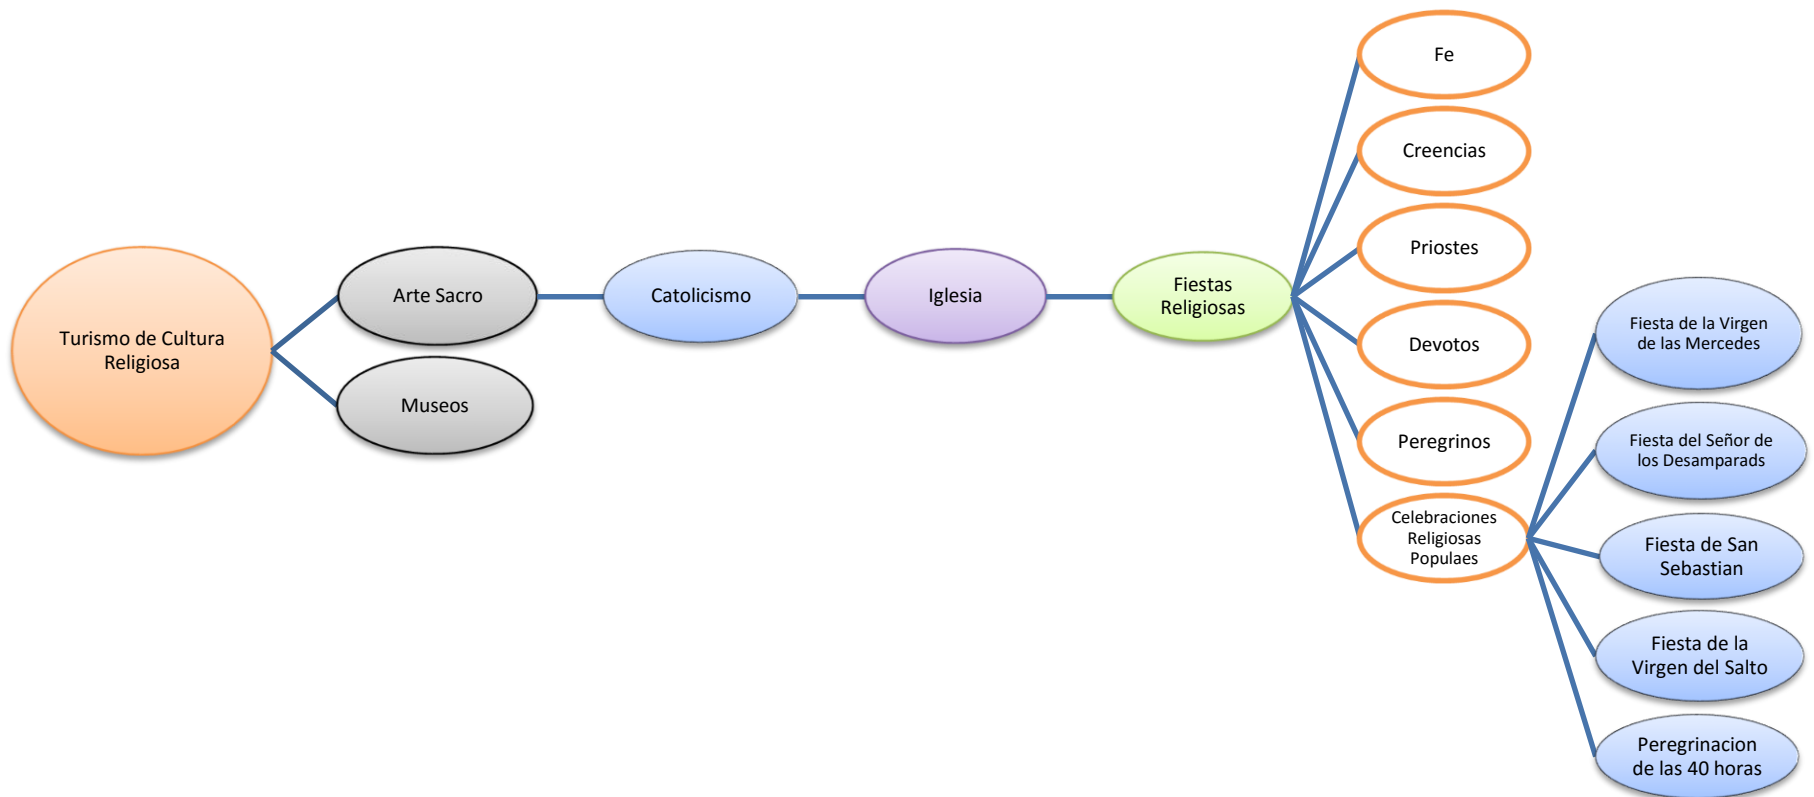 Turismo de Cultura
Religiosa
Arte Sacro
Museos
Catolicismo
Iglesia
Fiestas
Religiosas
Fe
Creencias
Priostes
Devotos
Peregrinos
Celebraciones
Religiosas
Populaes
Fiesta de la Virgen
de las Mercedes
Fiesta del Señor de
los Desamparads
Fiesta de San
Sebastian
Fiesta de la
Virgen del Salto
Peregrinacion
de las 40 horas